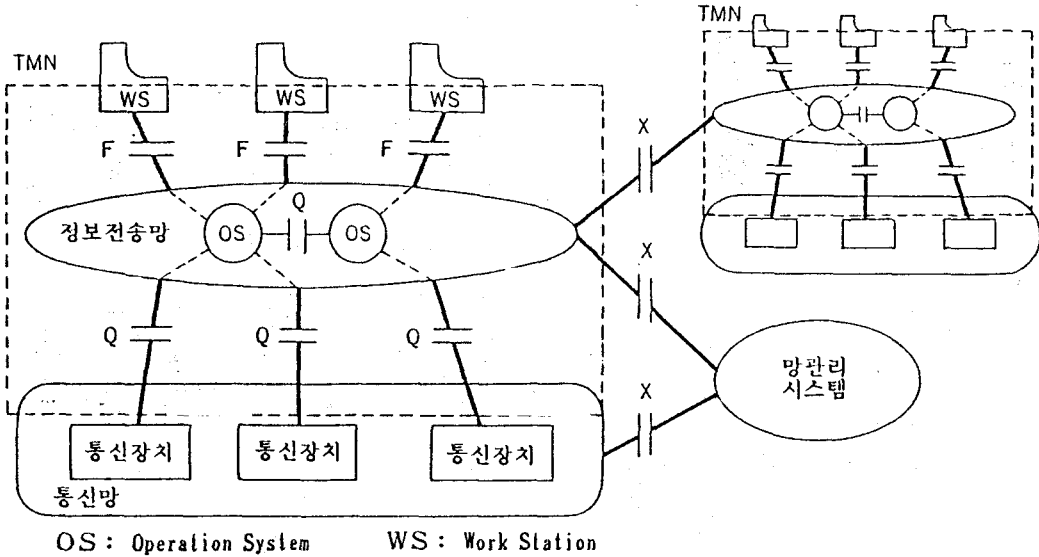 TMN
TMN
WS
WS
WS
F
F
F
X
Q
정보전송망
OS
OS
X
Q
Q
Q
망관리
시스템
X
통신장치
통신장치
통신장치
통신망
OS : Operation System
WS : Work Station